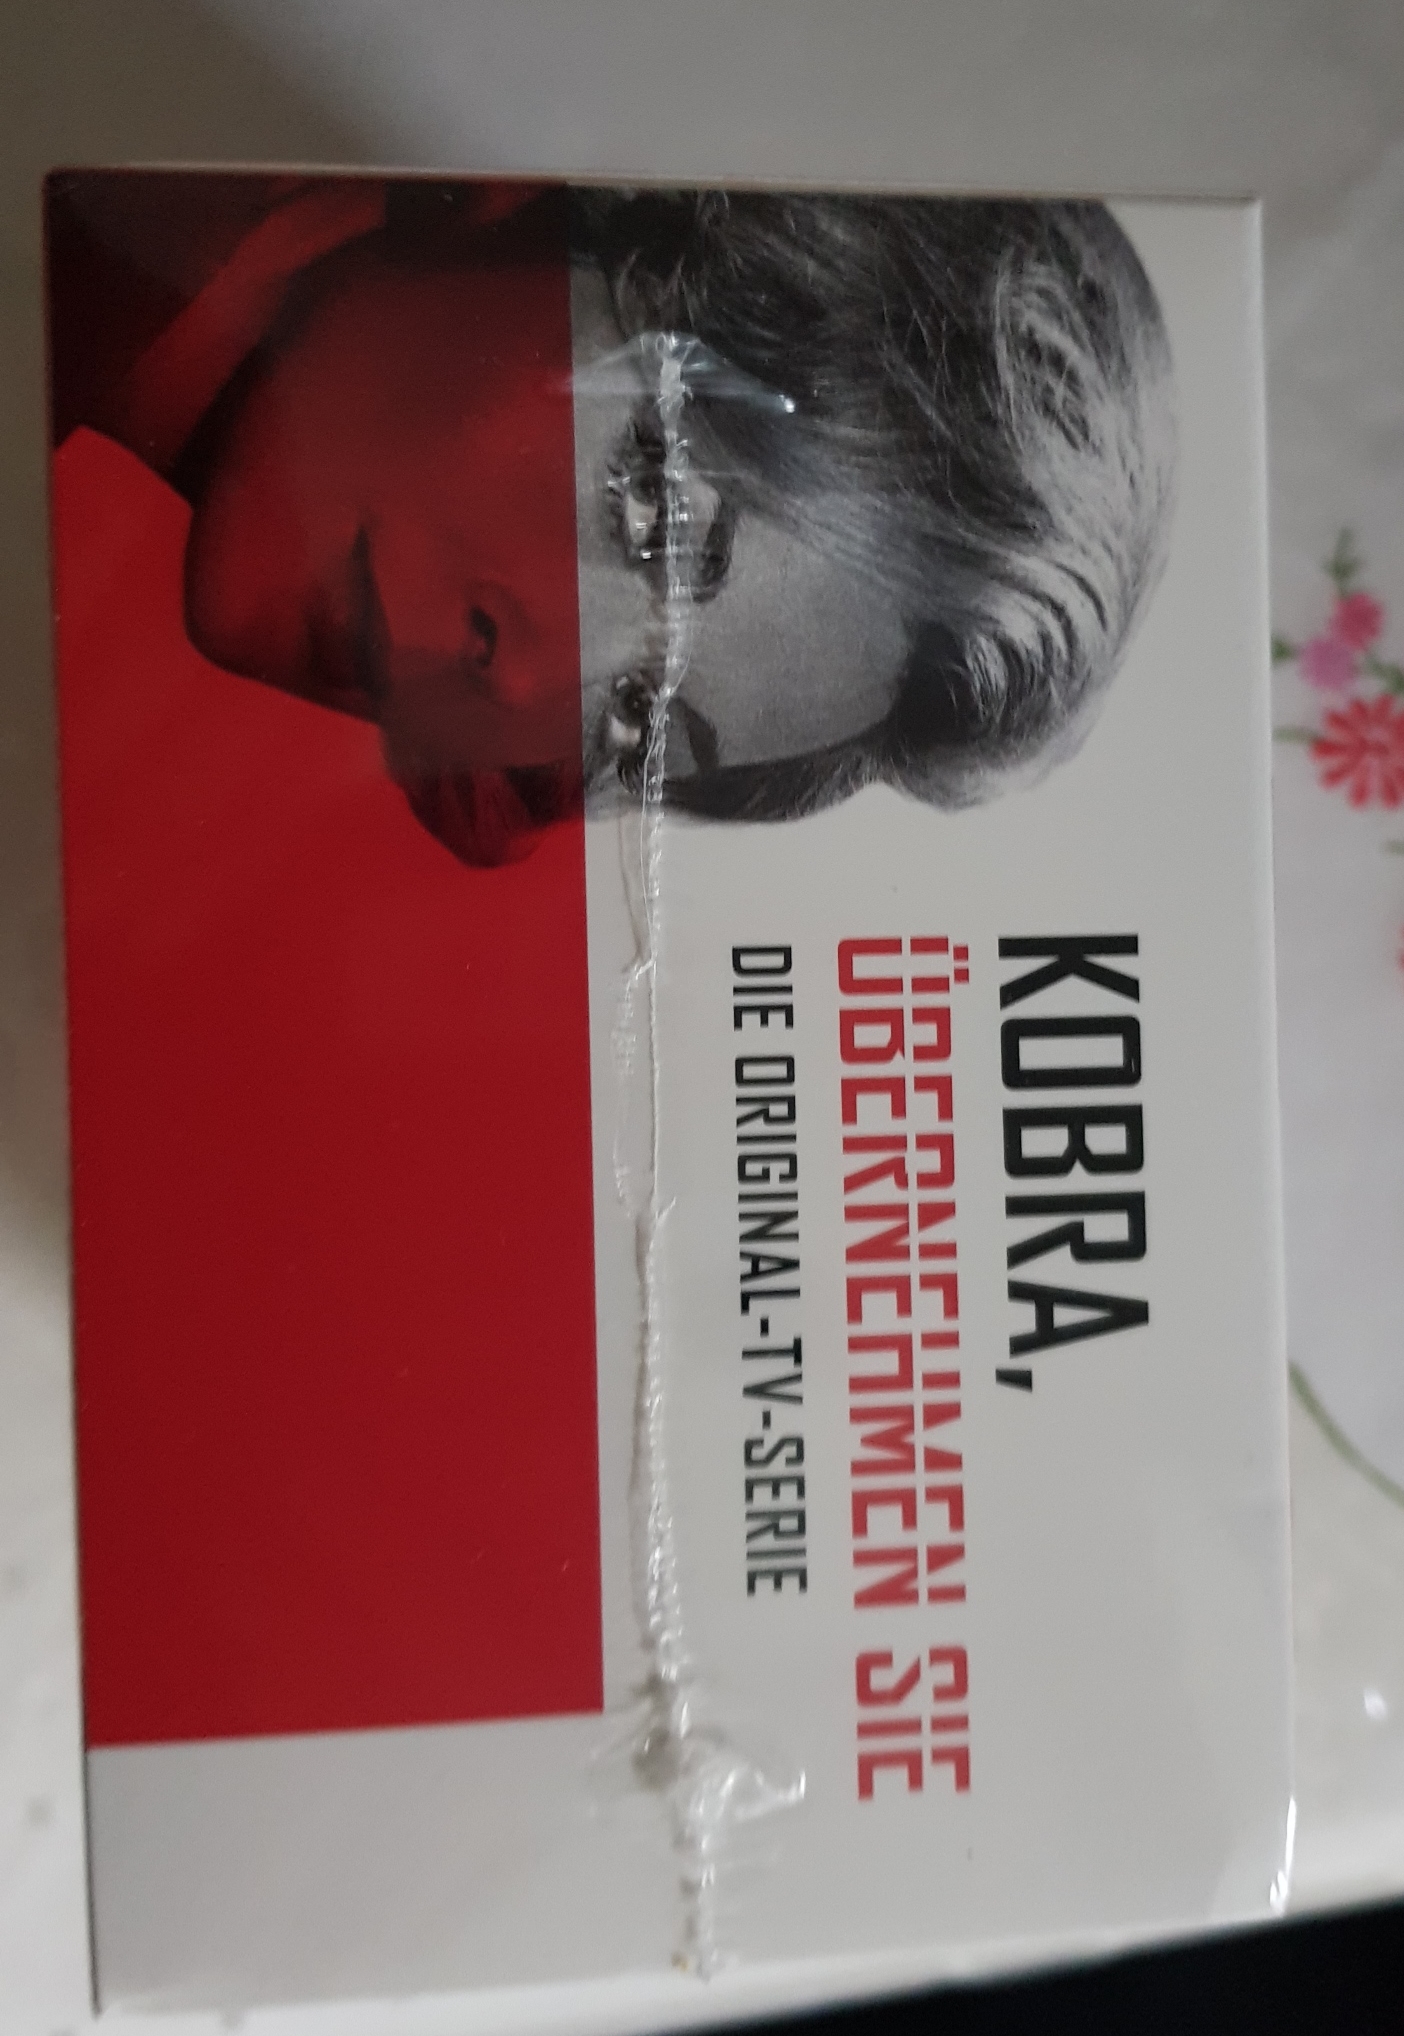 KOBRA,
ÜBERNEHMEN SIE
DIE ORIGINAL-TV-SERIE